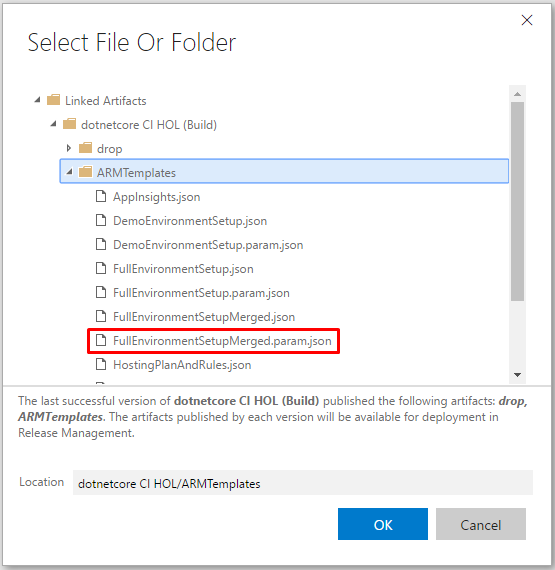 Select File Or Folder
Linked Artifacts
dotnetcore CI HOL (Build)
drop
ARMTemplates
AppInsights.json
DemoEnvironmentSetup.json
DemoEnvironmentSetup.param.json
FullEnvironmentSetup.json
FullEnvironmentSetup.param.json
FullEnvironmentSetupMerged.json
FullEnvironmentSetupMerged.param.json
HostingPlanAndRules.json
The last successful version of dotnetcore CI HOL (Build) published the following artifacts: drop,
ARMTemplates. The artifacts published by each version will be available for deployment in
Release Management.
Location dotnetcore CI HOL/ARMTemplates
OK Cancel